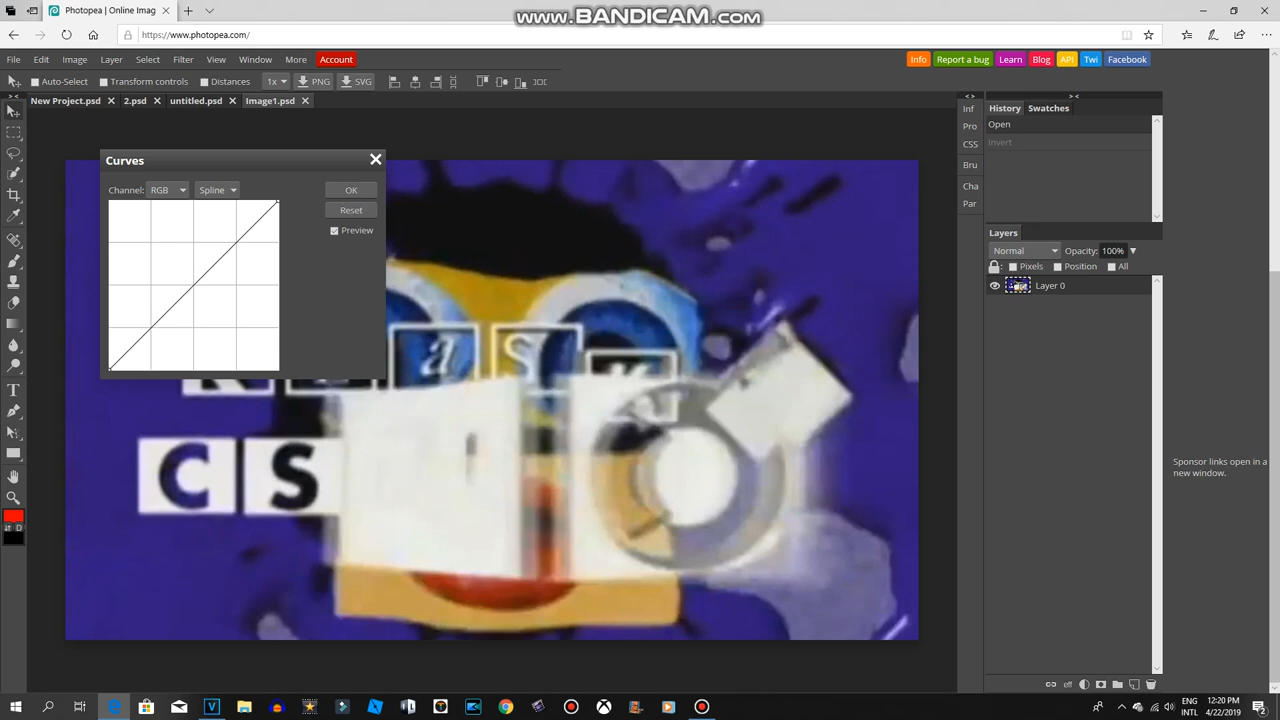 www.BANDICAM.com
Photopea | Online Imag
https://www.photopea.com/
File Edit Image Layer Select Filter View Window More Account
Info Report a bug Learn Blog API Twi Facebook
Auto-Select Transform controls Distances 1x PNG SVG
New Project.psd 2.psd untitled.psd Image1.psd
Inf
Pro
CSS
Bru
Cha
Par
History Swatches
Open
Invert
Curves
Channel: RGB Spline OK
Reset
Preview
Layers
Normal Opacity: 100%
Pixels Position All
Layer 0
a S
C S
Sponsor links open in a
new window.
ENG
INTL
12:20 PM
4/22/2019